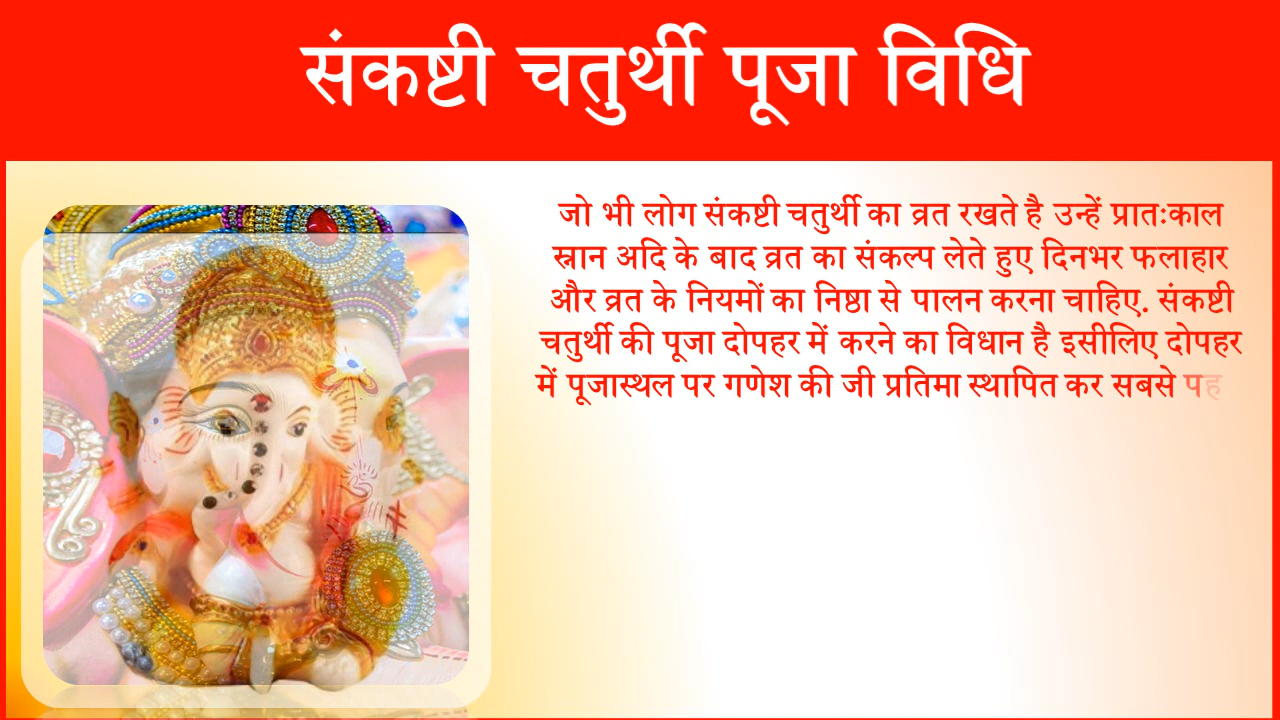 संकष्टी चतुर्थी पूजा विधि
जो भी लोग संकष्टी चतुर्थी का व्रत रखते है उन्हें प्रातःकाल
स्नान अदि के बाद व्रत का संकल्प लेते हुए दिनभर फलाहार
और व्रत के नियमों का निष्ठा से पालन करना चाहिए. संकष्टी
चतुर्थी की पूजा दोपहर में करने का विधान है इसीलिए दोपहर
में पूजास्थल पर गणेश की जी प्रतिमा स्थापित कर सबसे पह